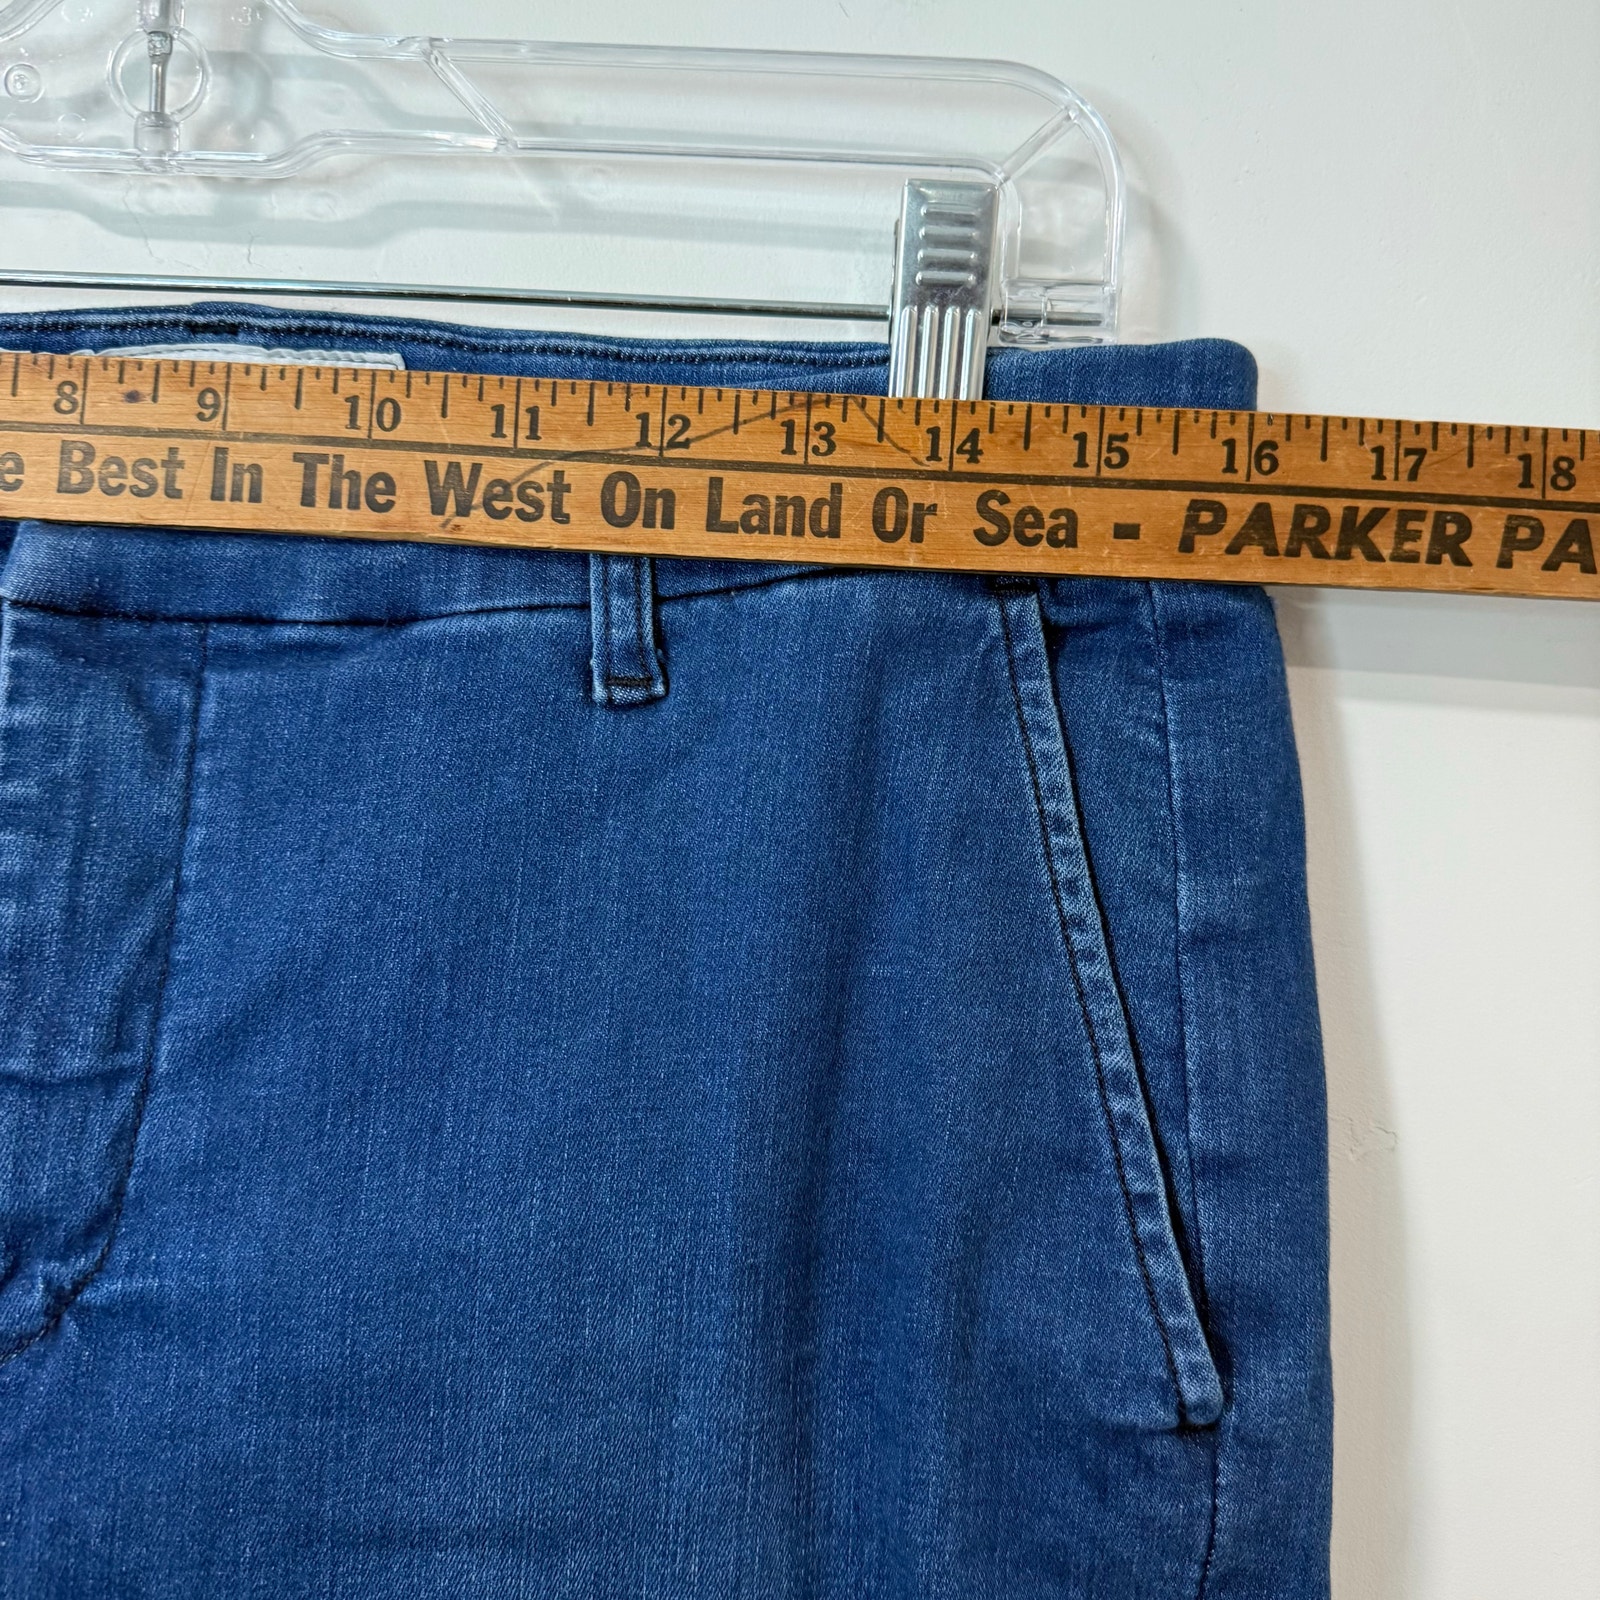 8 9 10 11 12 13 14 15 16 17 18
e Best In The West On Land Or Sea - PARKER PA